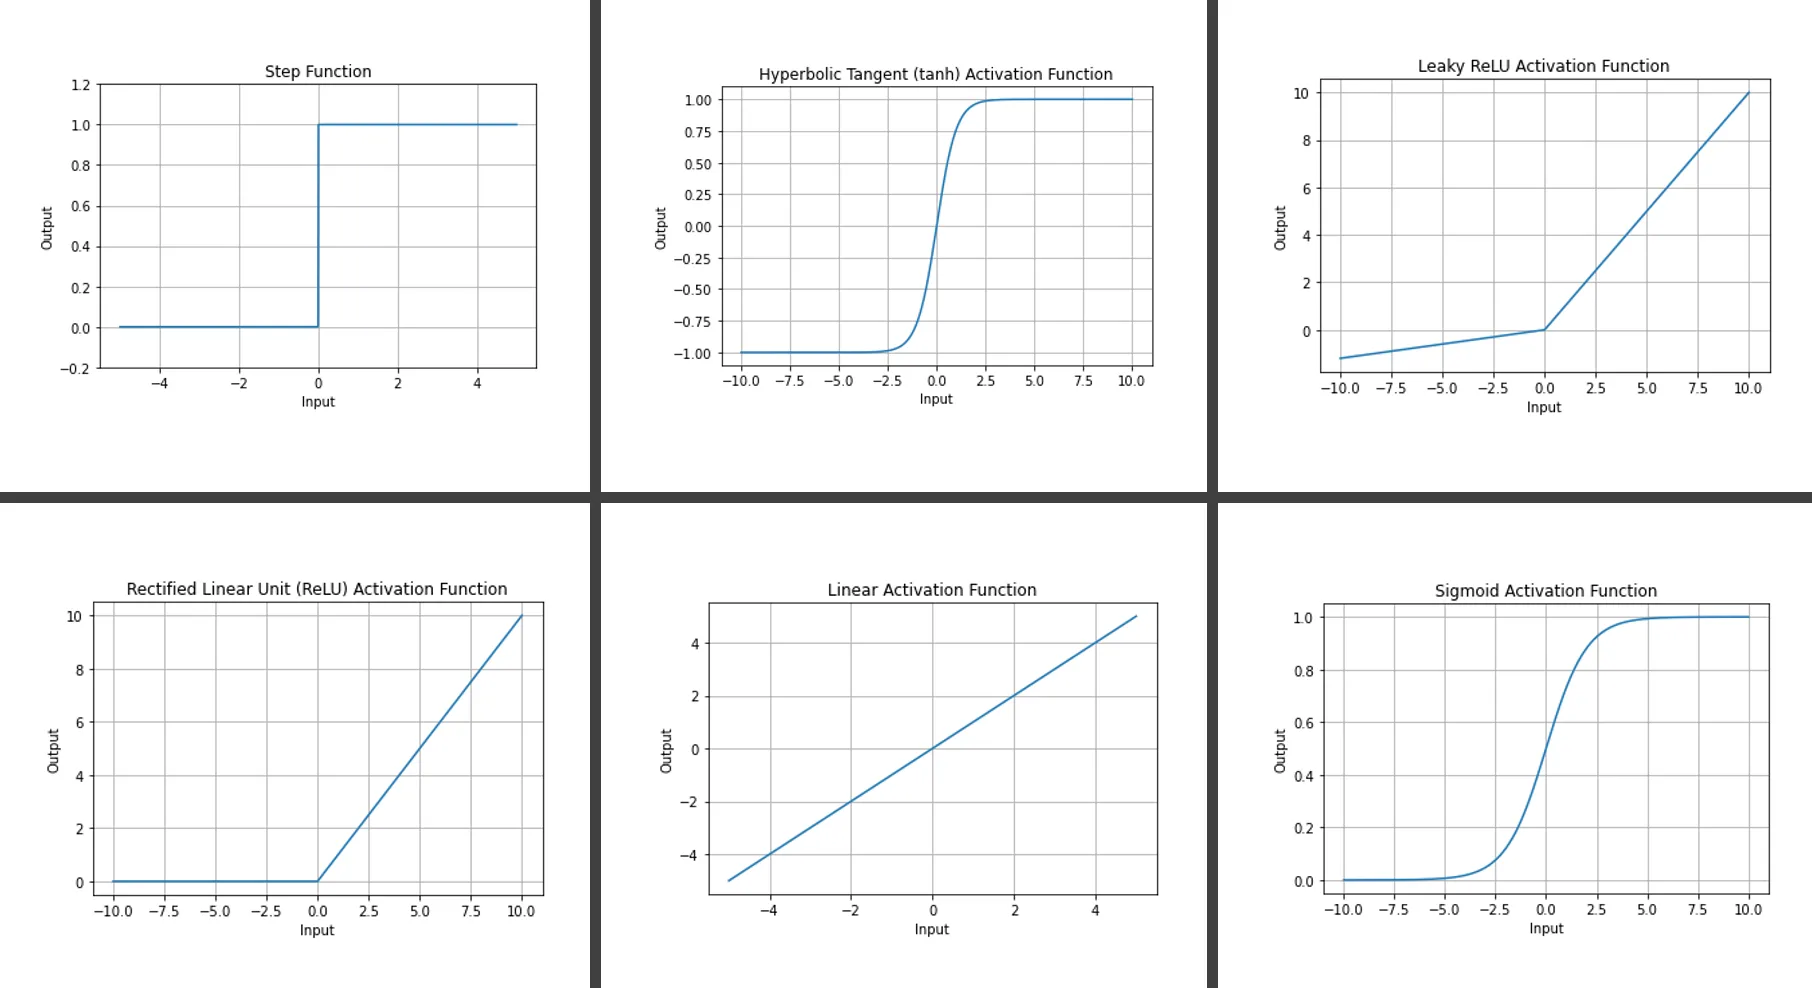 Step Function
1.2
1.0
0.8
0.6
0.4
0.2
0.0
−0.2
Output
−4 −2 0 2 4
Input
Hyperbolic Tangent (tanh) Activation Function
1.00
0.75
0.50
0.25
0.00
−0.25
−0.50
−0.75
−1.00
Output
−10.0 −7.5 −5.0 −2.5 0.0 2.5 5.0 7.5 10.0
Input
Leaky ReLU Activation Function
10
8
6
4
2
0
Output
−10.0 −7.5 −5.0 −2.5 0.0 2.5 5.0 7.5 10.0
Input
Rectified Linear Unit (ReLU) Activation Function
10
8
6
4
2
0
Output
−10.0 −7.5 −5.0 −2.5 0.0 2.5 5.0 7.5 10.0
Input
Linear Activation Function
4
2
0
−2
−4
Output
−4 −2 0 2 4
Input
Sigmoid Activation Function
1.0
0.8
0.6
0.4
0.2
0.0
Output
−10.0 −7.5 −5.0 −2.5 0.0 2.5 5.0 7.5 10.0
Input